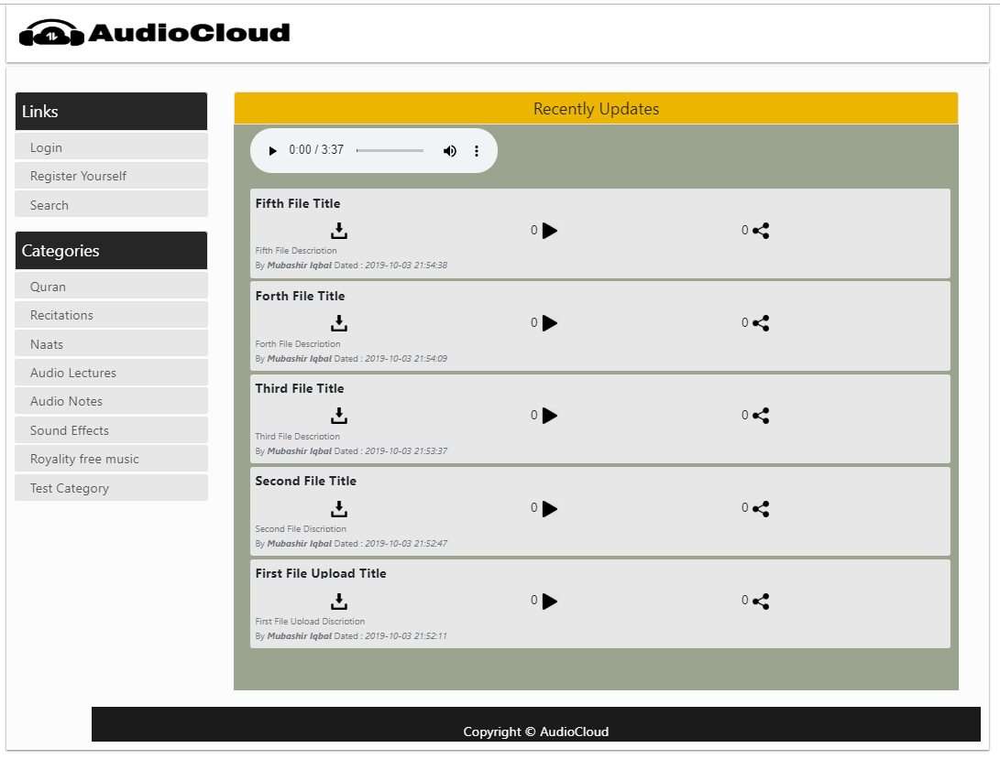 AudioCloud
Links
Login
Register Yourself
Search
Categories
Quran
Recitations
Naats
Audio Lectures
Audio Notes
Sound Effects
Royality free music
Test Category
Recently Updates
0:00 / 3:37
Fifth File Title
0 0
Fifth File Description
By Mubashir Iqbal Dated : 2019-10-03 21:54:38
Forth File Title
0 0
Forth File Description
By Mubashir Iqbal Dated : 2019-10-03 21:54:09
Third File Title
0 0
Third File Description
By Mubashir Iqbal Dated : 2019-10-03 21:53:37
Second File Title
0 0
Second File Discription
By Mubashir Iqbal Dated : 2019-10-03 21:52:47
First File Upload Title
0 0
First File Upload Discription
By Mubashir Iqbal Dated : 2019-10-03 21:52:11
Copyright © AudioCloud